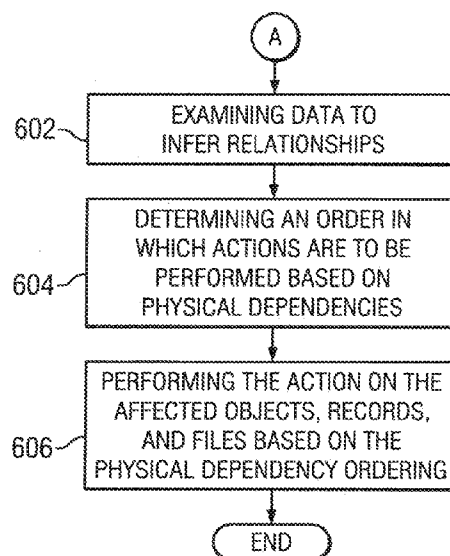 A
602
EXAMINING DATA TO
INFER RELATIONSHIPS
604
DETERMINING AN ORDER IN
WHICH ACTIONS ARE TO BE
PERFORMED BASED ON
PHYSICAL DEPENDENCIES
606
PERFORMING THE ACTION ON THE
AFFECTED OBJECTS, RECORDS,
AND FILES BASED ON THE
PHYSICAL DEPENDENCY ORDERING
END